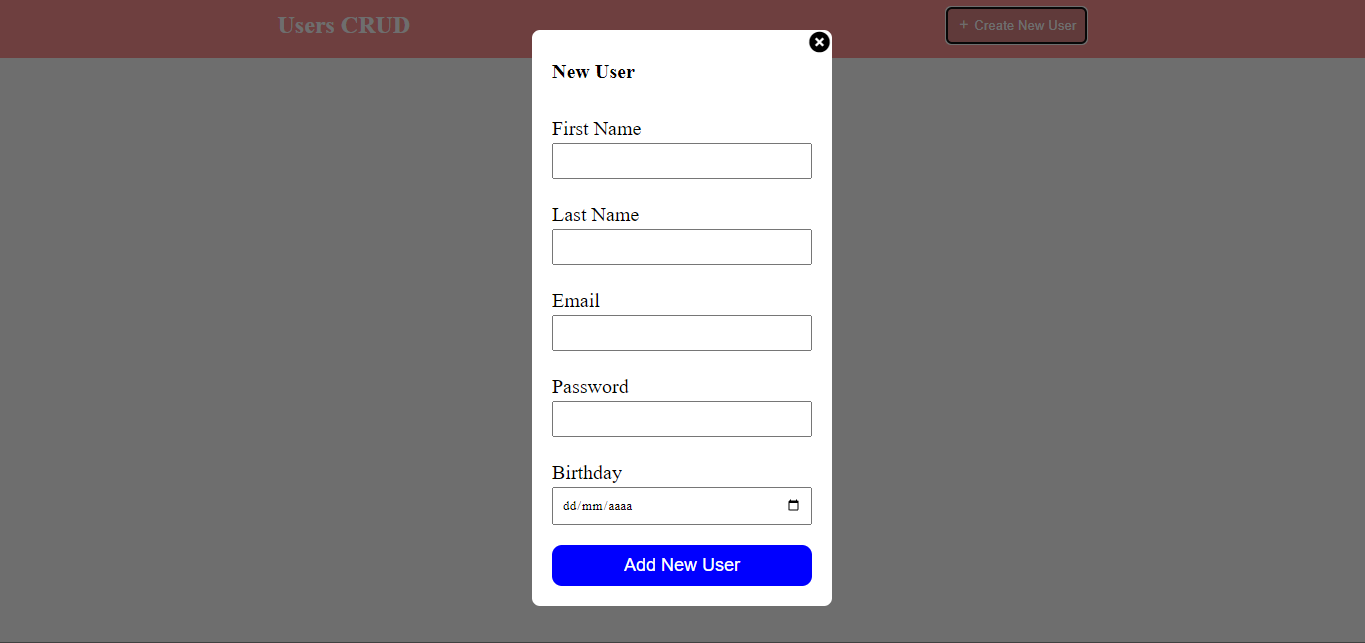 Users CRUD
+ Create New User
New User
First Name
Last Name
Email
Password
Birthday
dd/mm/aaaa
Add New User